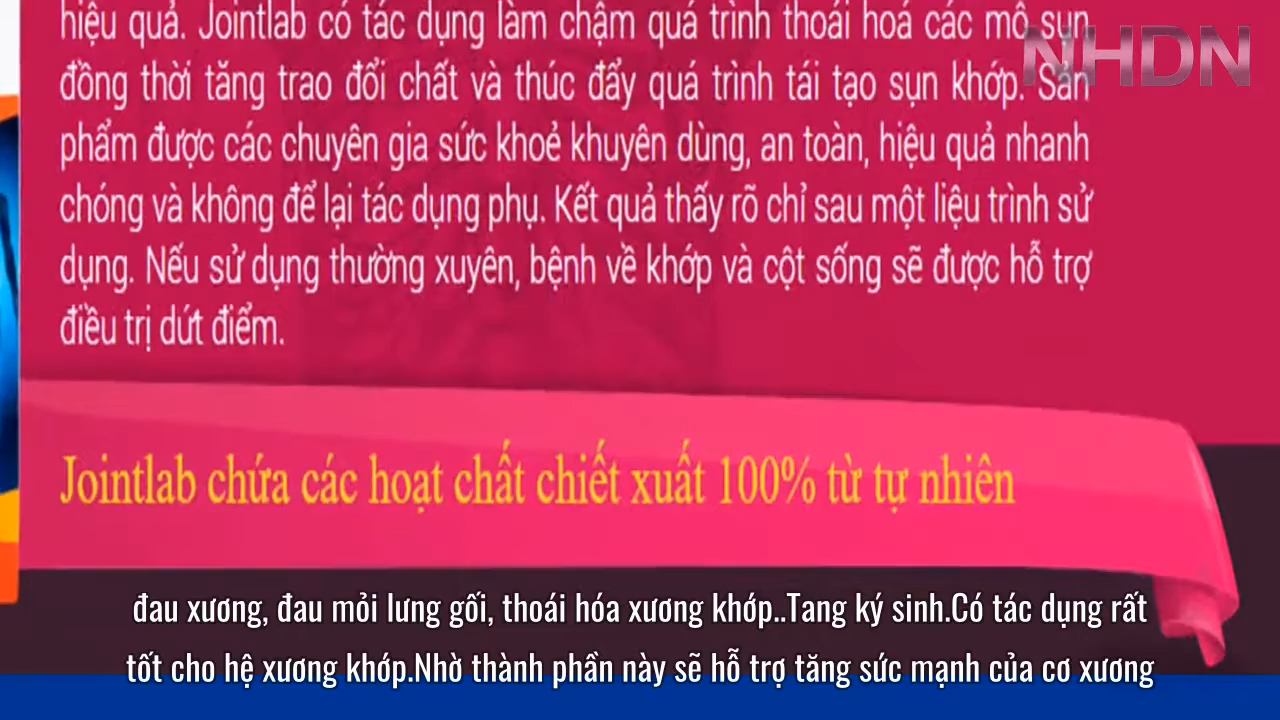 hiệu quả. Jointlab có tác dụng làm chậm quá trình thoái hoá các mô sụn
NHDN
đồng thời tăng trao đổi chất và thúc đẩy quá trình tái tạo sụn khớp. Sản
phẩm được các chuyên gia sức khoẻ khuyên dùng, an toàn, hiệu quả nhanh
chóng và không để lại tác dụng phụ. Kết quả thấy rõ chỉ sau một liệu trình sử
dụng. Nếu sử dụng thường xuyên, bệnh về khớp và cột sống sẽ được hỗ trợ
điều trị dứt điểm.
Jointlab chứa các hoạt chất chiết xuất 100% từ tự nhiên
đau xương, đau mỏi lưng gối, thoái hóa xương khớp..Tang ký sinh.Có tác dụng rất
tốt cho hệ xương khớp.Nhờ thành phần này sẽ hỗ trợ tăng sức mạnh của cơ xương